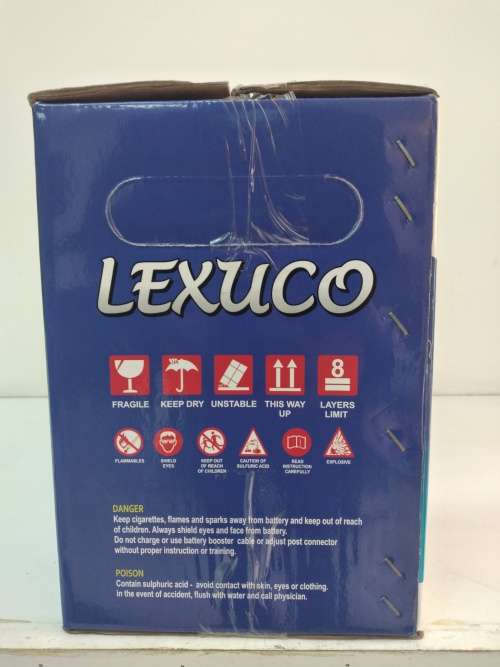 LEXUCO
8
FRAGILE KEEP DRY UNSTABLE THIS WAY UP LAYERS LIMIT
FLAMMABLES SHIELD EYES KEEP OUT OF REACH OF CHILDREN CAUTION OF SULFURIC ACID READ INSTRUCTION CAREFULLY EXPLOSIVE
DANGER
Keep cigarettes, flames and sparks away from battery and keep out of reach
of children. Always shield eyes and face from battery.
Do not charge or use battery booster cable or adjust post connector
without proper instruction or training.
POISON
Contain sulphuric acid - avoid contact with skin, eyes or clothing.
in the event of accident, flush with water and call physician.